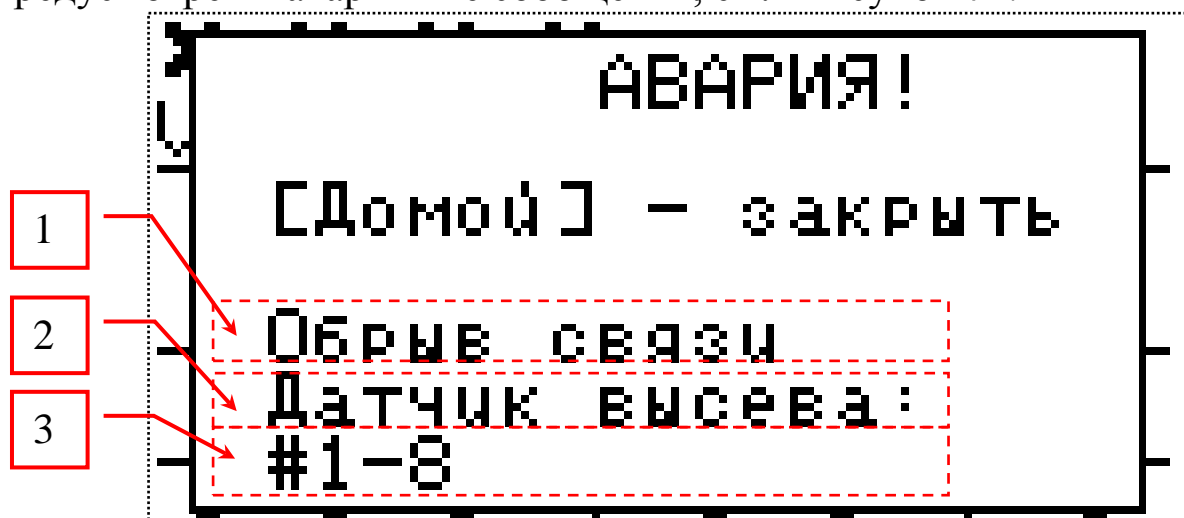 АВАРИЯ!
[Домой] - закрыть
1
Обрыв связи
2
Датчик высева:
3
#1-8